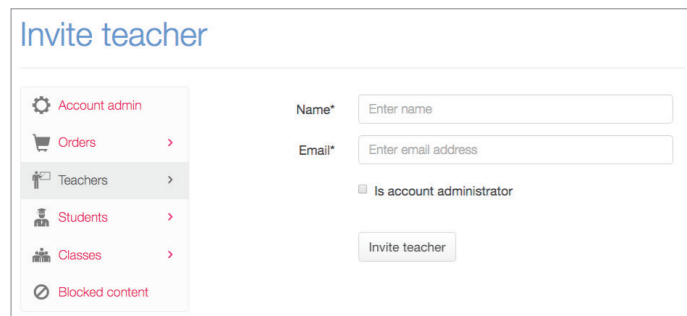 Invite teacher
Account admin
Orders
Teachers
Students
Classes
Blocked content
Name* Enter name
Email* Enter email address
Is account administrator
Invite teacher